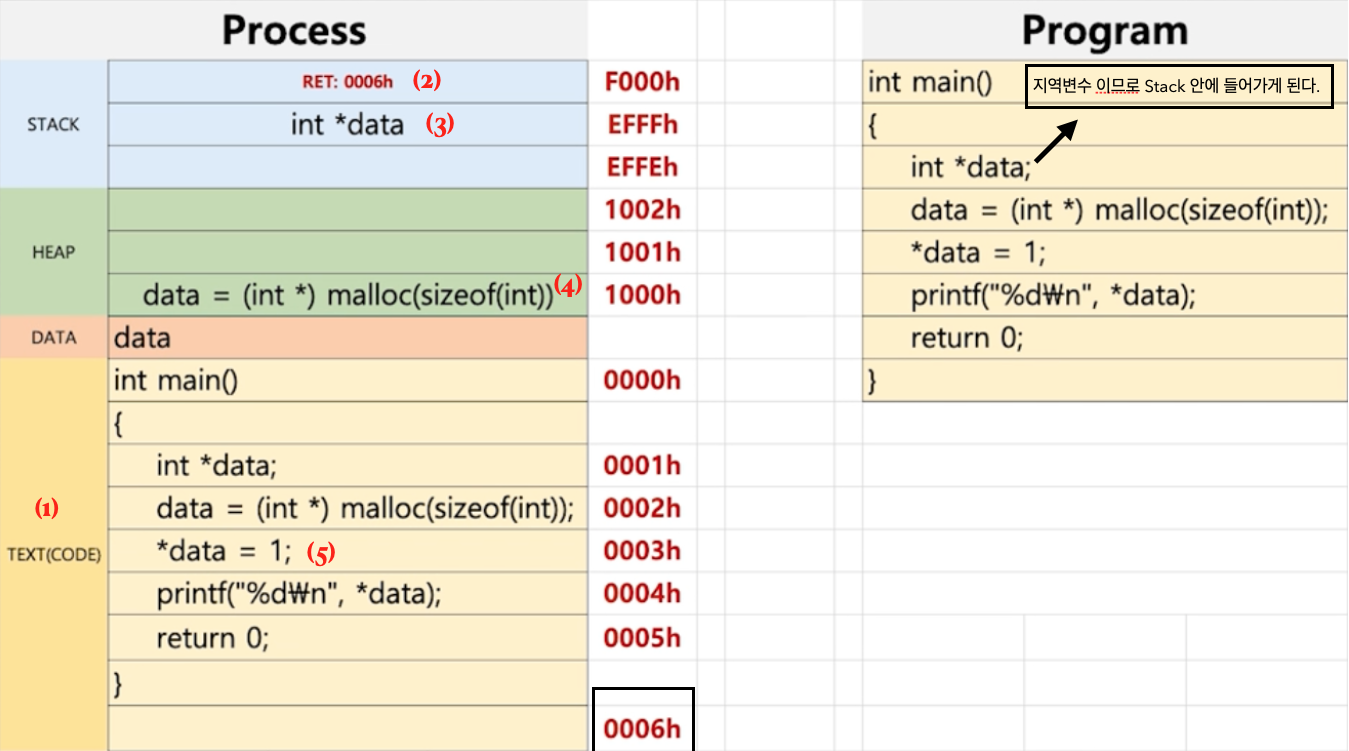 Process
Program
STACK
RET: 0006h (2) F000h
int *data (3) EFFFh
EFFEh
HEAP
1002h
1001h
data = (int *) malloc(sizeof(int)) (4) 1000h
DATA
data
(1)
TEXT(CODE)
int main() 0000h
{
int *data; 0001h
data = (int *) malloc(sizeof(int)); 0002h
*data = 1; (5) 0003h
printf("%d₩n", *data); 0004h
return 0; 0005h
}
0006h
int main()
지역변수 이므로 Stack 안에 들어가게 된다.
{
int *data;
data = (int *) malloc(sizeof(int));
*data = 1;
printf("%d₩n", *data);
return 0;
}